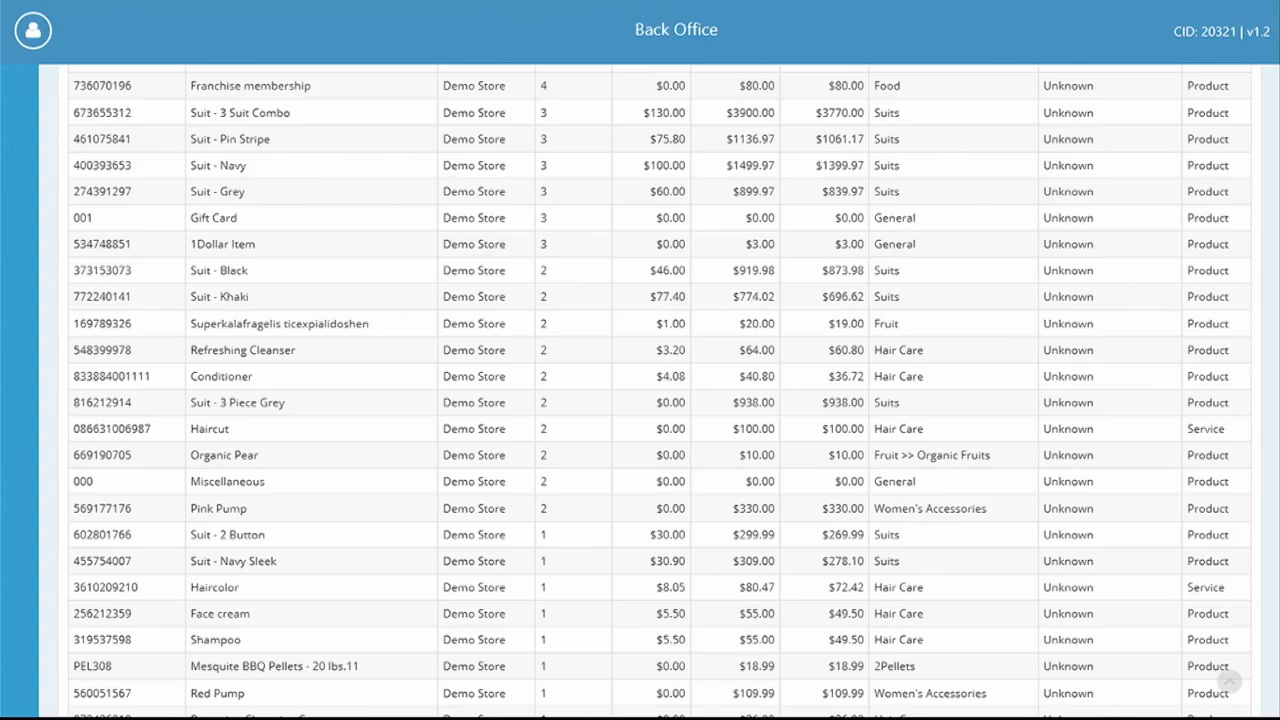 Back Office
CID: 20321 | v1.2
736070196 Franchise membership Demo Store 4 $0.00 $80.00 $80.00 Food Unknown Product
673655312 Suit - 3 Suit Combo Demo Store 3 $130.00 $3900.00 $3770.00 Suits Unknown Product
461075841 Suit - Pin Stripe Demo Store 3 $75.80 $1136.97 $1061.17 Suits Unknown Product
400393653 Suit - Navy Demo Store 3 $100.00 $1499.97 $1399.97 Suits Unknown Product
274391297 Suit - Grey Demo Store 3 $60.00 $899.97 $839.97 Suits Unknown Product
001 Gift Card Demo Store 3 $0.00 $0.00 $0.00 General Unknown Product
534748851 1Dollar Item Demo Store 3 $0.00 $3.00 $3.00 General Unknown Product
373153073 Suit - Black Demo Store 2 $46.00 $919.98 $873.98 Suits Unknown Product
772240141 Suit - Khaki Demo Store 2 $77.40 $774.02 $696.62 Suits Unknown Product
169789326 Superkalafragelis ticexpialidoshen Demo Store 2 $1.00 $20.00 $19.00 Fruit Unknown Product
548399978 Refreshing Cleanser Demo Store 2 $3.20 $64.00 $60.80 Hair Care Unknown Product
833884001111 Conditioner Demo Store 2 $4.08 $40.80 $36.72 Hair Care Unknown Product
816212914 Suit - 3 Piece Grey Demo Store 2 $0.00 $938.00 $938.00 Suits Unknown Product
086631006987 Haircut Demo Store 2 $0.00 $100.00 $100.00 Hair Care Unknown Service
669190705 Organic Pear Demo Store 2 $0.00 $10.00 $10.00 Fruit >> Organic Fruits Unknown Product
000 Miscellaneous Demo Store 2 $0.00 $0.00 $0.00 General Unknown Product
569177176 Pink Pump Demo Store 2 $0.00 $330.00 $330.00 Women's Accessories Unknown Product
602801766 Suit - 2 Button Demo Store 1 $30.00 $299.99 $269.99 Suits Unknown Product
455754007 Suit - Navy Sleek Demo Store 1 $30.90 $309.00 $278.10 Suits Unknown Product
3610209210 Haircolor Demo Store 1 $8.05 $80.47 $72.42 Hair Care Unknown Service
256212359 Face cream Demo Store 1 $5.50 $55.00 $49.50 Hair Care Unknown Product
319537598 Shampoo Demo Store 1 $5.50 $55.00 $49.50 Hair Care Unknown Product
PEL308 Mesquite BBQ Pellets - 20 lbs.11 Demo Store 1 $0.00 $18.99 $18.99 2Pellets Unknown Product
560051567 Red Pump Demo Store 1 $0.00 $109.99 $109.99 Women's Accessories Unknown Product